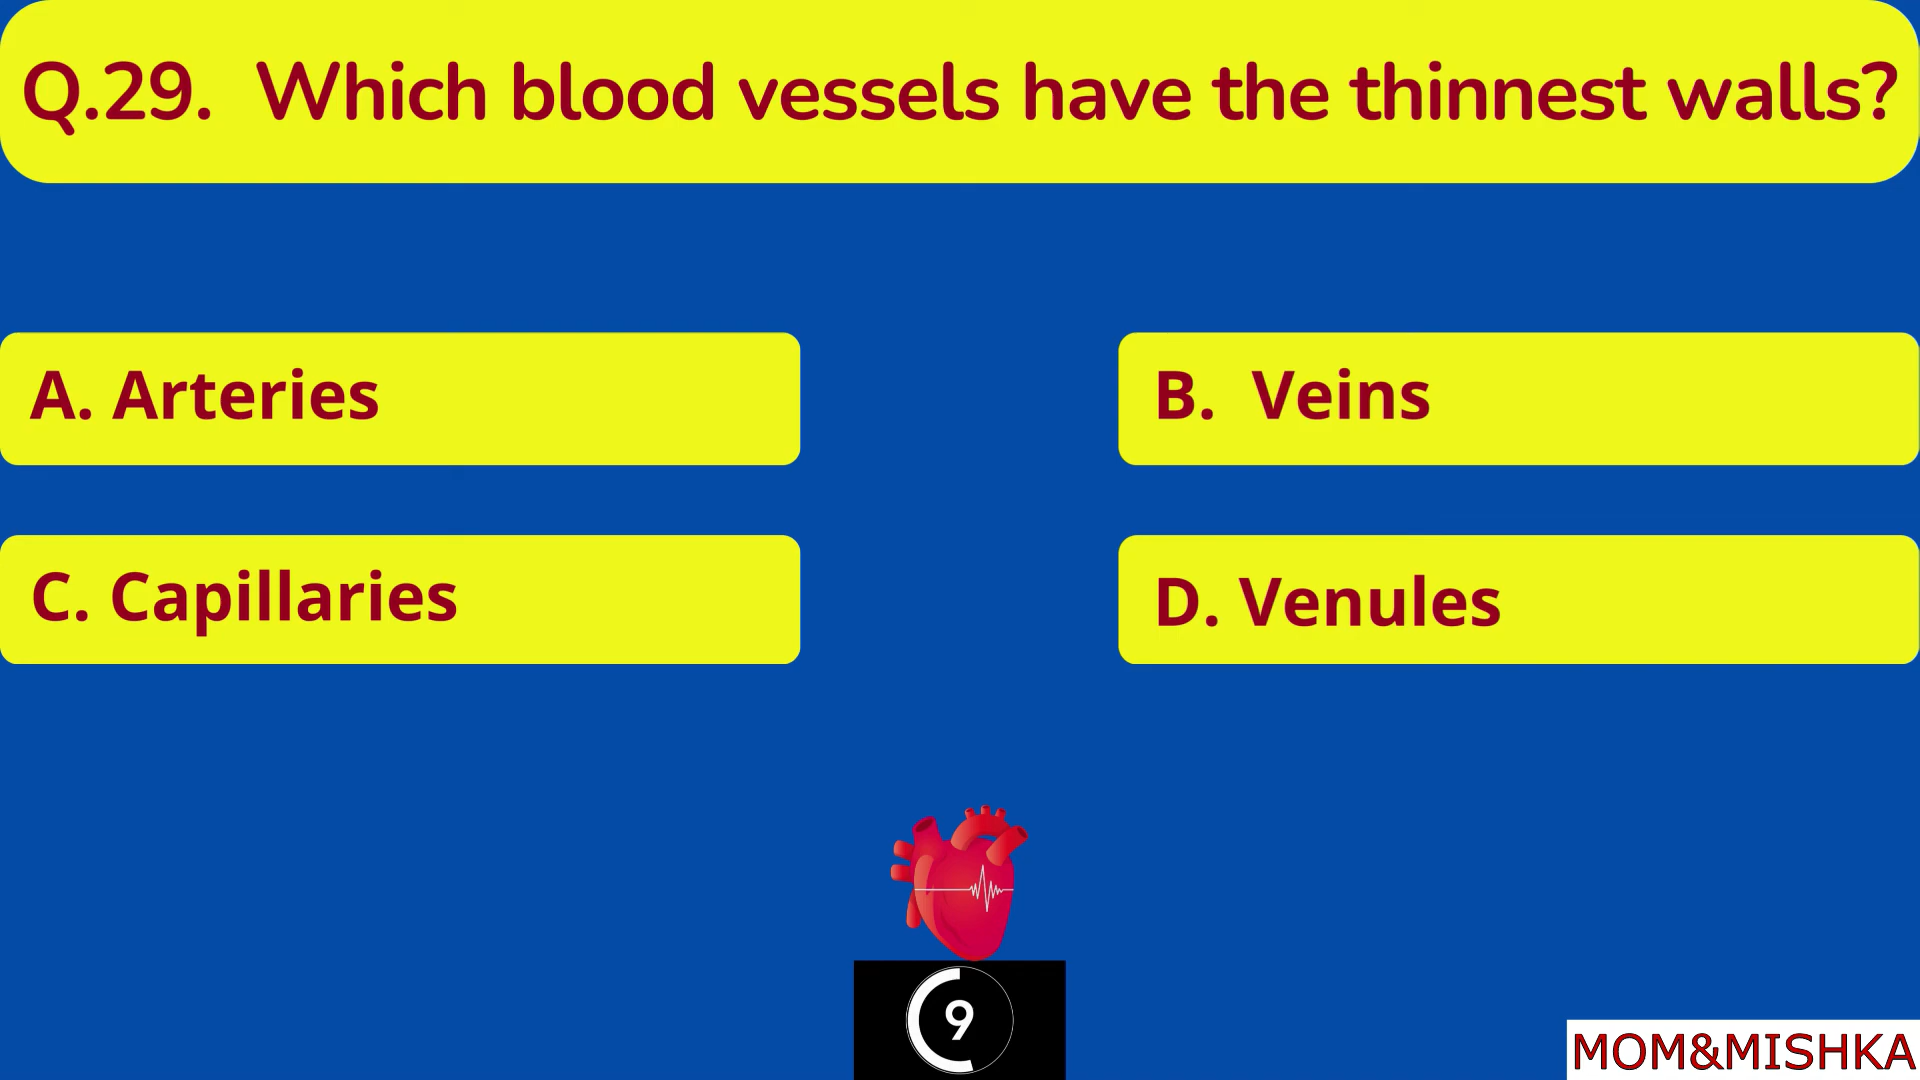 Q.29. Which blood vessels have the thinnest walls?
A. Arteries
B. Veins
C. Capillaries
D. Venules
9
MOM&MISHKA